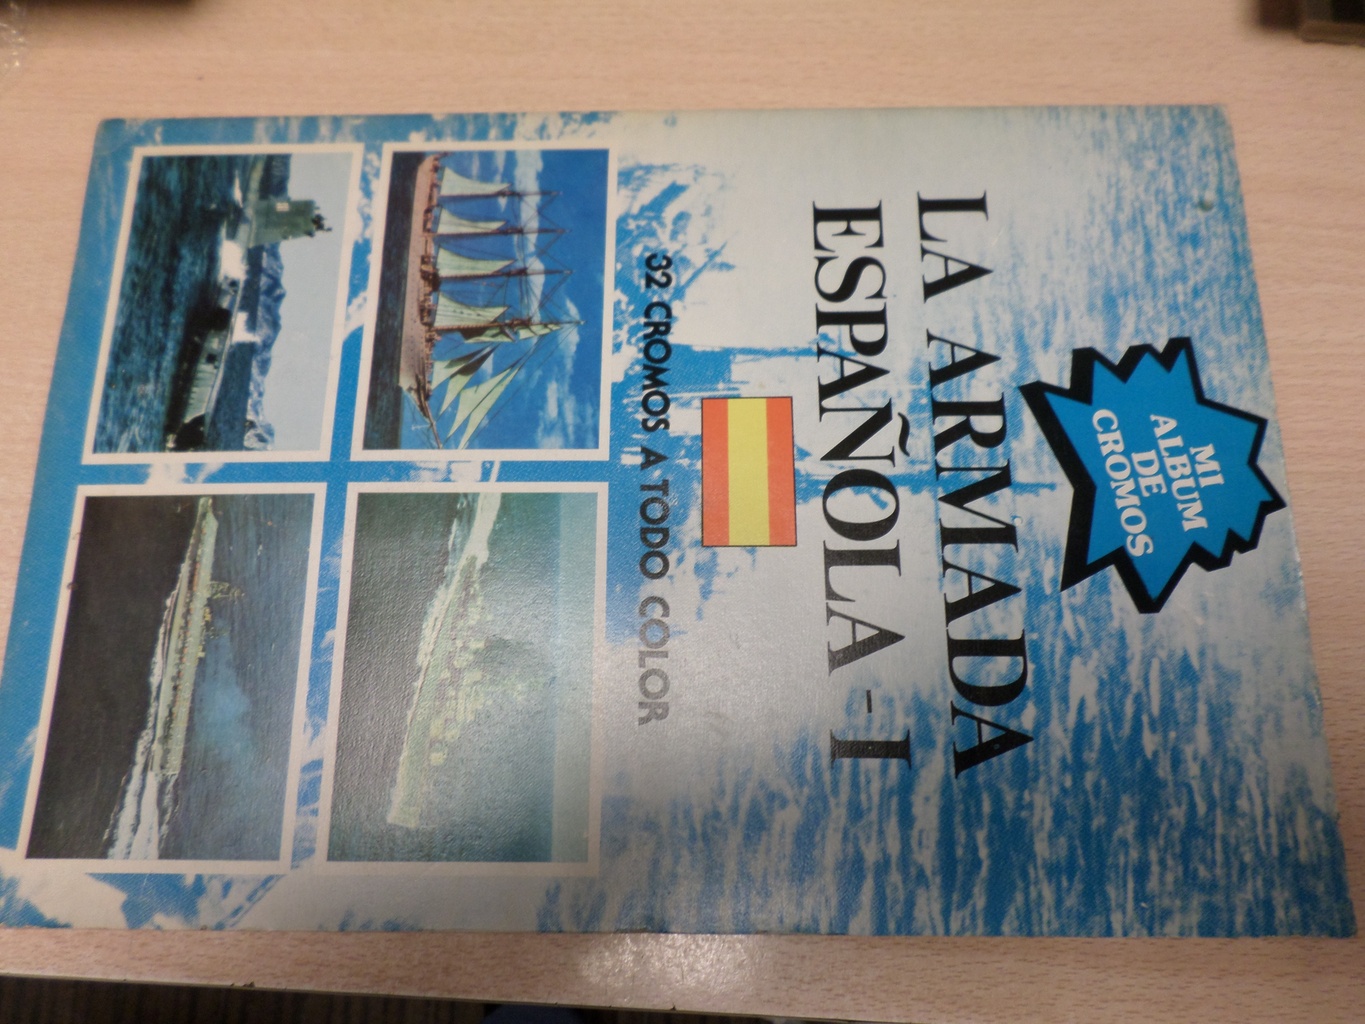 MI
ALBUM
DE
CROMOS
LA ARMADA
ESPAÑOLA - I
32 CROMOS A TODO COLOR